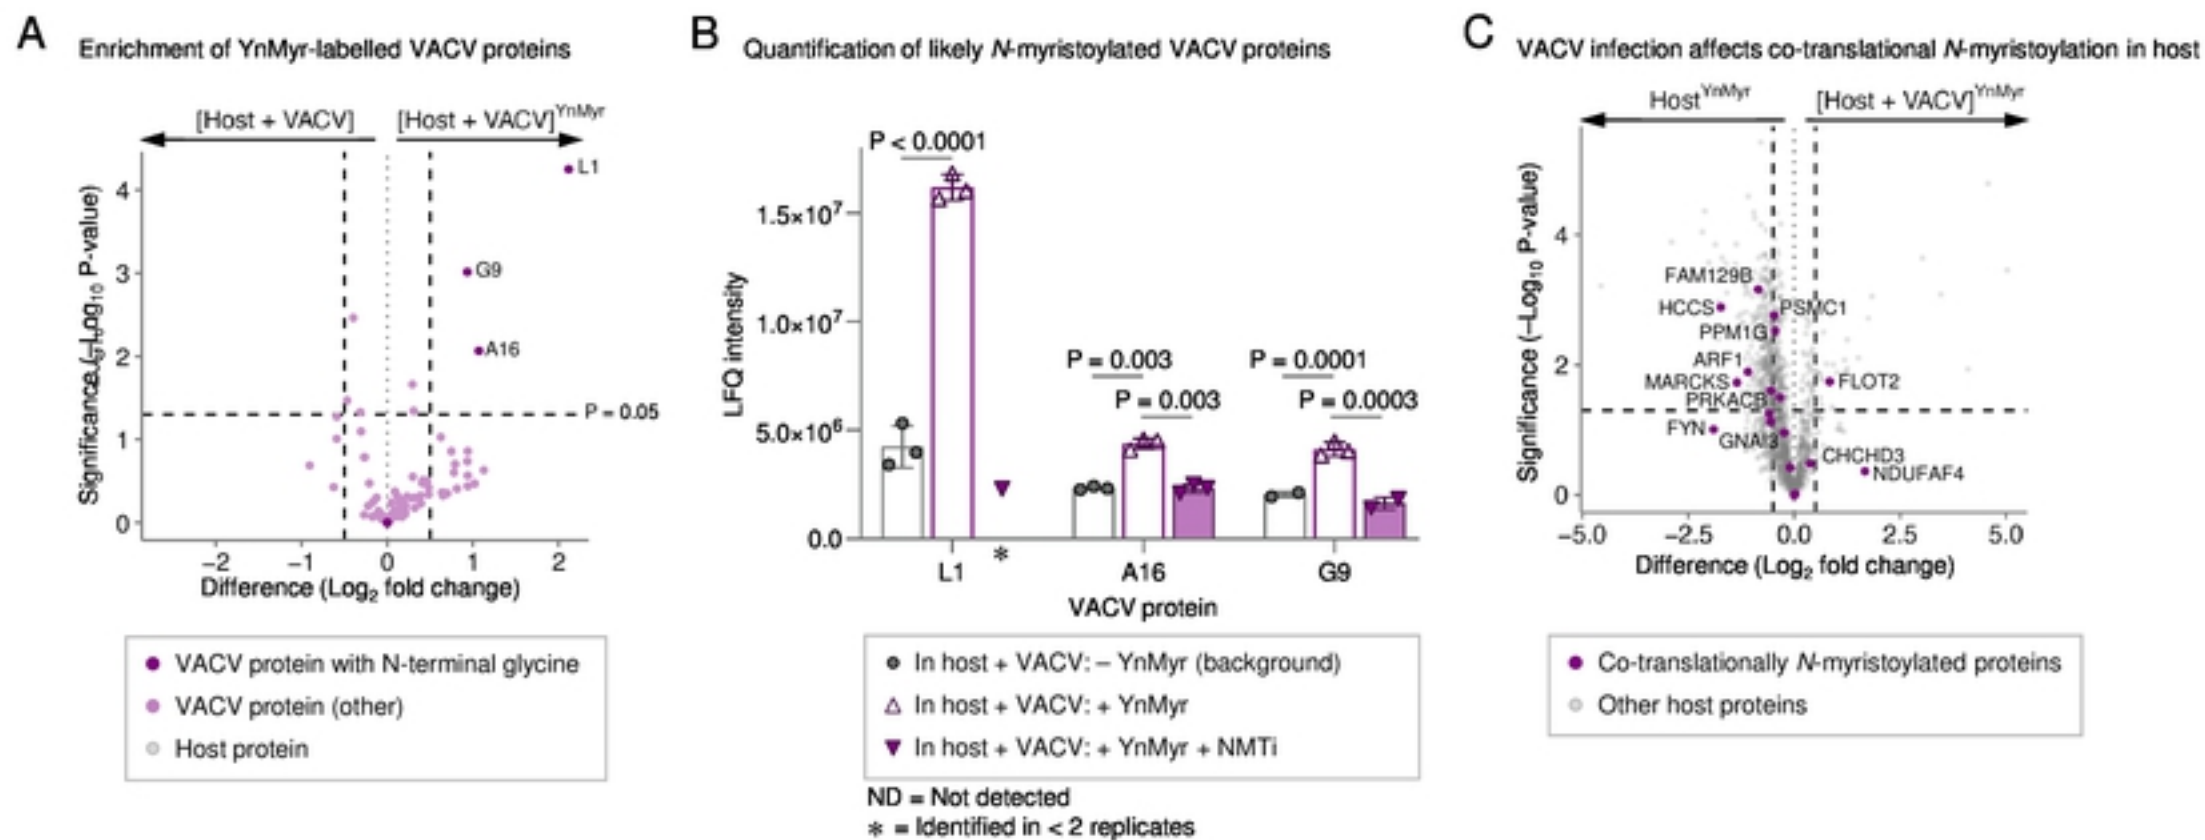 A
Enrichment of YnMyr-labelled VACV proteins
[Host + VACV]
[Host + VACV]YnMyr
L1
G9
A16
P = 0.05
4
3
2
1
0
−2
−1
0
1
2
Difference (Log2 fold change)
VACV protein with N-terminal glycine
VACV protein (other)
Host protein
B
Quantification of likely N-myristoylated VACV proteins
P < 0.0001
1.5×10^7
1.0×10^7
5.0×10^6
0.0
LFQ intensity
P = 0.003
P = 0.003
P = 0.0001
P = 0.0003
*
L1
A16
G9
VACV protein
In host + VACV: – YnMyr (background)
In host + VACV: + YnMyr
In host + VACV: + YnMyr + NMTi
ND = Not detected
* = Identified in < 2 replicates
C
VACV infection affects co-translational N-myristoylation in host
HostYnMyr
[Host + VACV]YnMyr
Significance (–Log10 P-value)
4
2
0
FAM129B
HCCS
PSMC1
PPM1G
ARF1
MARCKS
FLOT2
PRKACB
FYN
GNAI3
CHCHD3
NDUFAF4
−5.0
−2.5
0.0
2.5
5.0
Difference (Log2 fold change)
Co-translationally N-myristoylated proteins
Other host proteins